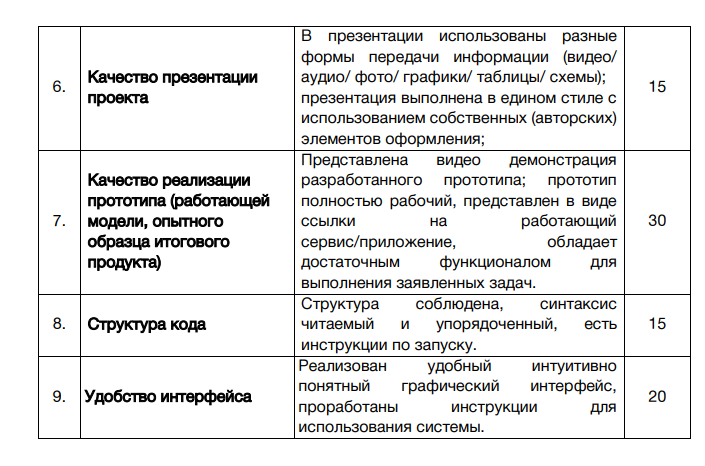 6.
Качество презентации
проекта
В презентации использованы разные
формы передачи информации (видео/
аудио/ фото/ графики/ таблицы/ схемы);
презентация выполнена в едином стиле с
использованием собственных (авторских)
элементов оформления;
15
7.
Качество реализации
прототипа (работающей
модели, опытного
образца итогового
продукта)
Представлена видео демонстрация
разработанного прототипа; прототип
полностью рабочий, представлен в виде
ссылки на работающий
сервис/приложение, обладает
достаточным функционалом для
выполнения заявленных задач.
30
8.
Структура кода
Структура соблюдена, синтаксис
читаемый и упорядоченный, есть
инструкции по запуску.
15
9.
Удобство интерфейса
Реализован удобный интуитивно
понятный графический интерфейс,
проработаны инструкции для
использования системы.
20